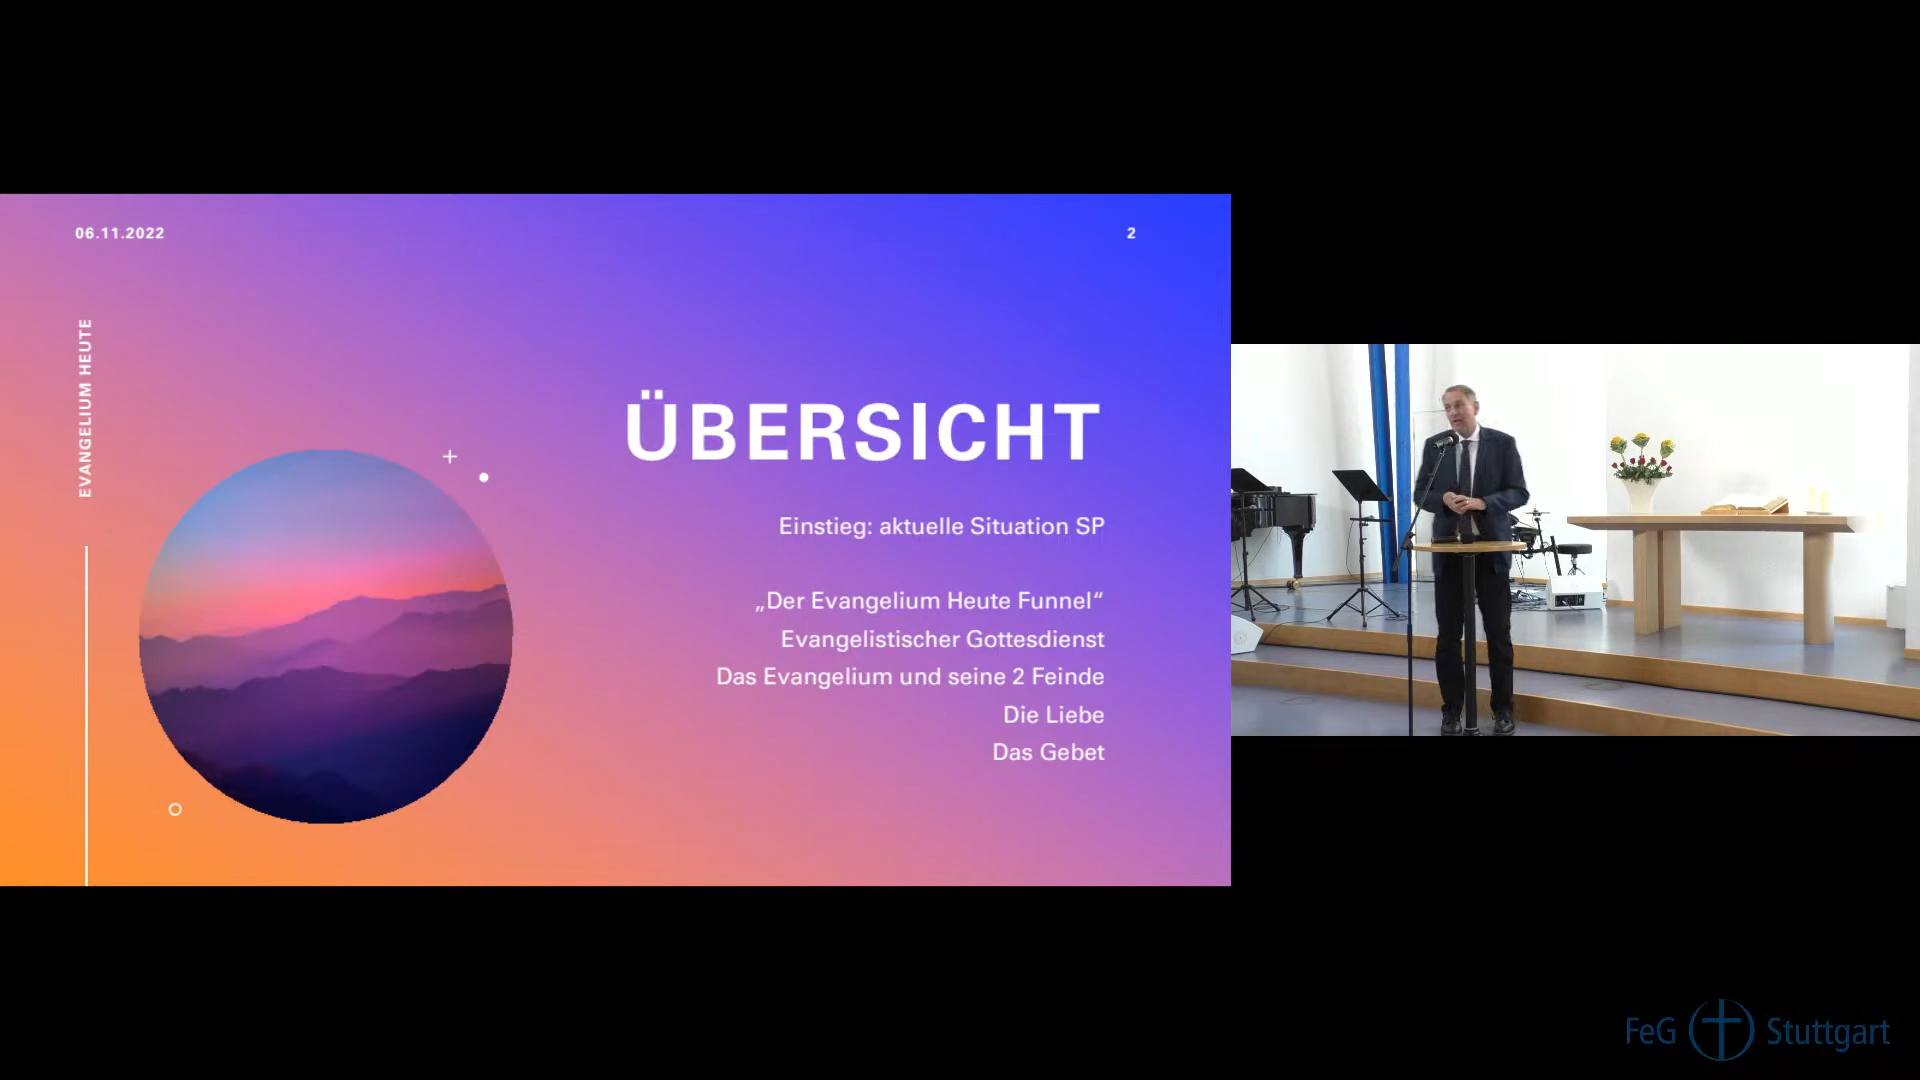 06.11.2022
2
EVANGELIUM HEUTE
ÜBERSICHT
Einstieg: aktuelle Situation SP
„Der Evangelium Heute Funnel“
Evangelistischer Gottesdienst
Das Evangelium und seine 2 Feinde
Die Liebe
Das Gebet
FeG Stuttgart